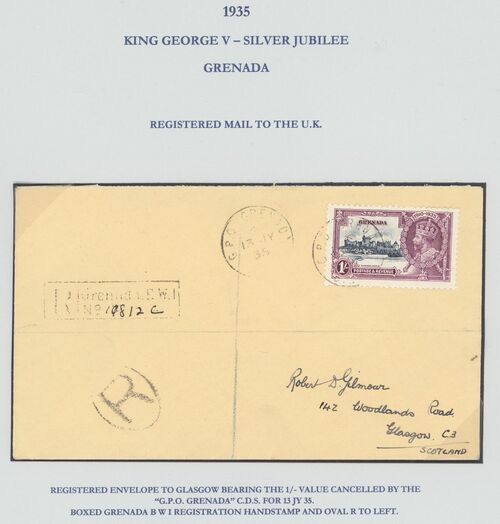 1935
KING GEORGE V – SILVER JUBILEE
GRENADA
REGISTERED MAIL TO THE U.K.
G.P.O. GRENADA
13 JY
35
G.P.O.
GRENADA
1/-
POSTAGE & REVENUE
Grenada B.W.I
No 1812 C
R
Robert D. Gilmour
142 Woodlands Road
Glasgow. C3
SCOTLAND
REGISTERED ENVELOPE TO GLASGOW BEARING THE 1/- VALUE CANCELLED BY THE
“G.P.O. GRENADA” C.D.S. FOR 13 JY 35.
BOXED GRENADA B W I REGISTRATION HANDSTAMP AND OVAL R TO LEFT.